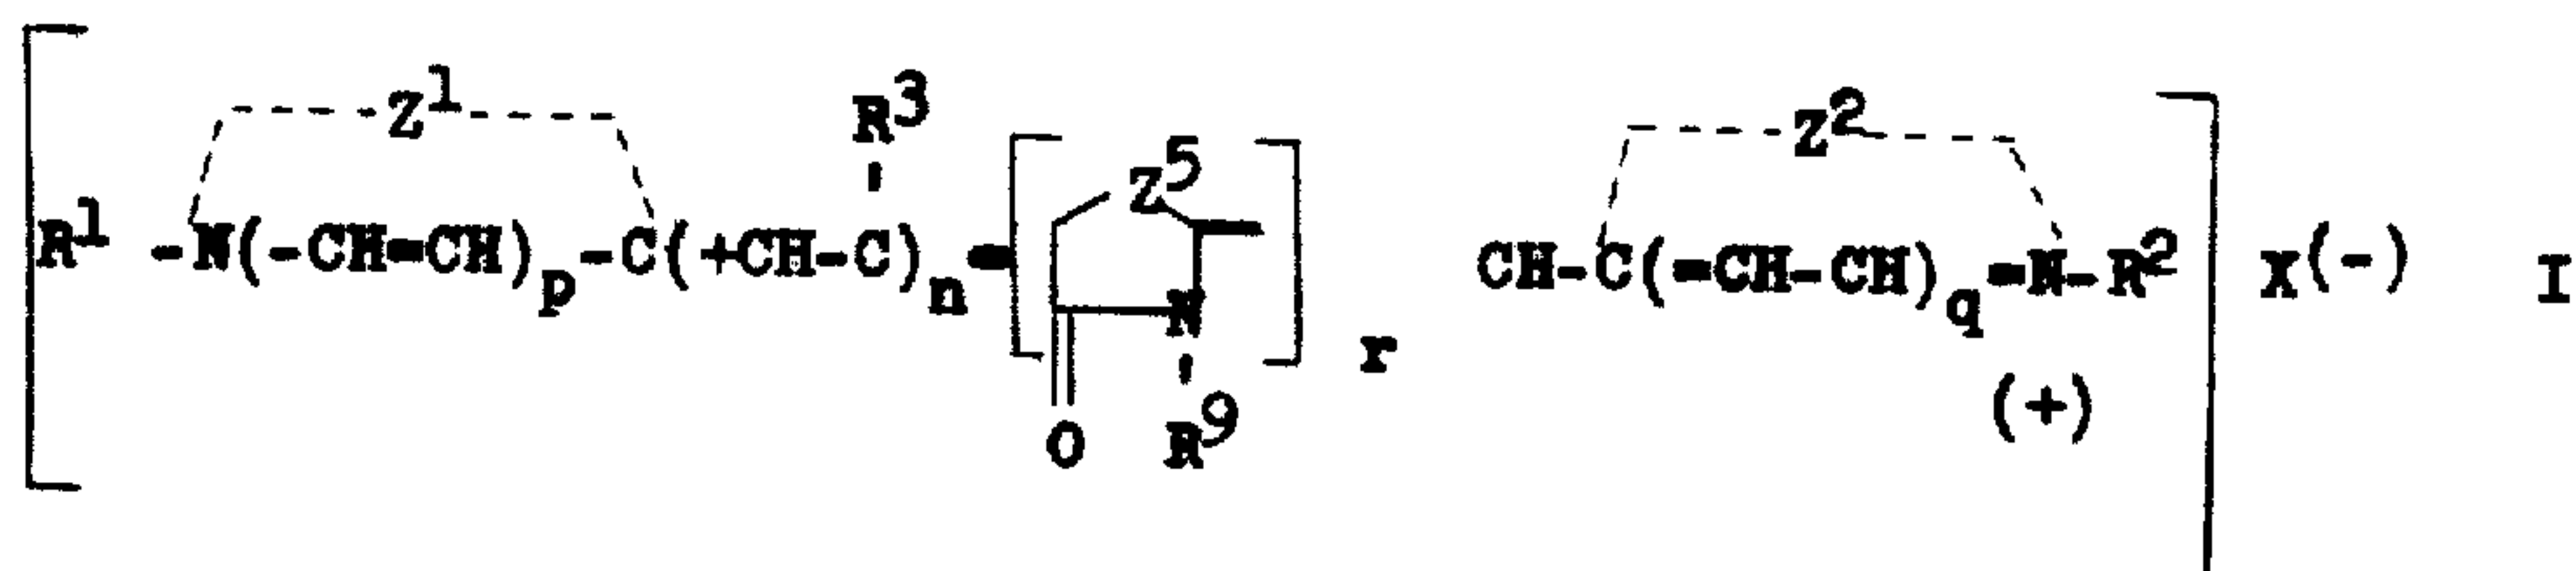 Z¹ R³ Z⁵ Z²
R¹ -N(-CH=CH)p-C(+CH-C)n N r CH-C(=CH-CH)q=N-R² X(-) I
(+)
O R⁹